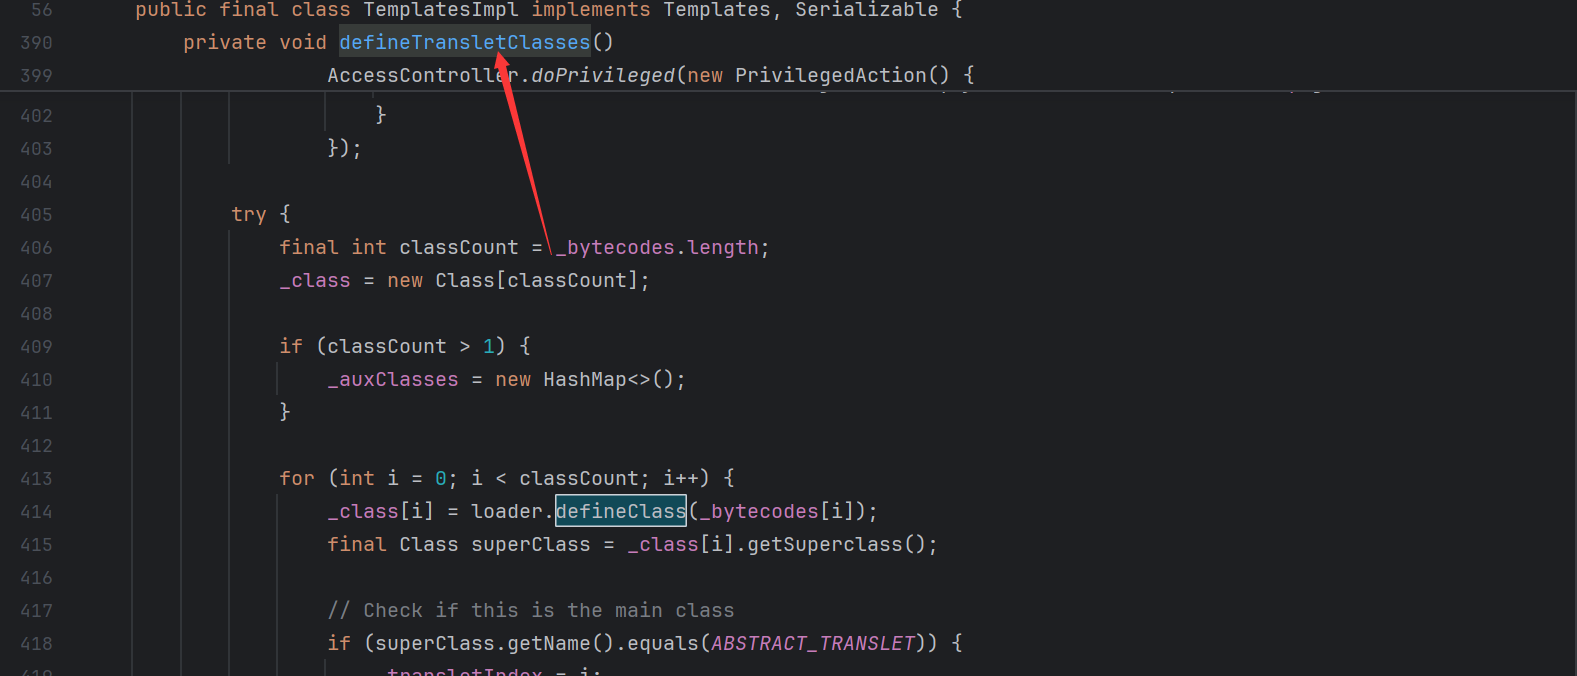 56 public final class TemplatesImpl implements Templates, Serializable {
390 private void defineTransletClasses()
399 AccessController.doPrivileged(new PrivilegedAction() {
402 }
403 });
404
405 try {
406 final int classCount = _bytecodes.length;
407 _class = new Class[classCount];
408
409 if (classCount > 1) {
410 _auxClasses = new HashMap<>();
411 }
412
413 for (int i = 0; i < classCount; i++) {
414 _class[i] = loader.defineClass(_bytecodes[i]);
415 final Class superClass = _class[i].getSuperclass();
416
417 // Check if this is the main class
418 if (superClass.getName().equals(ABSTRACT_TRANSLET)) {
419 _transletIndex = i;